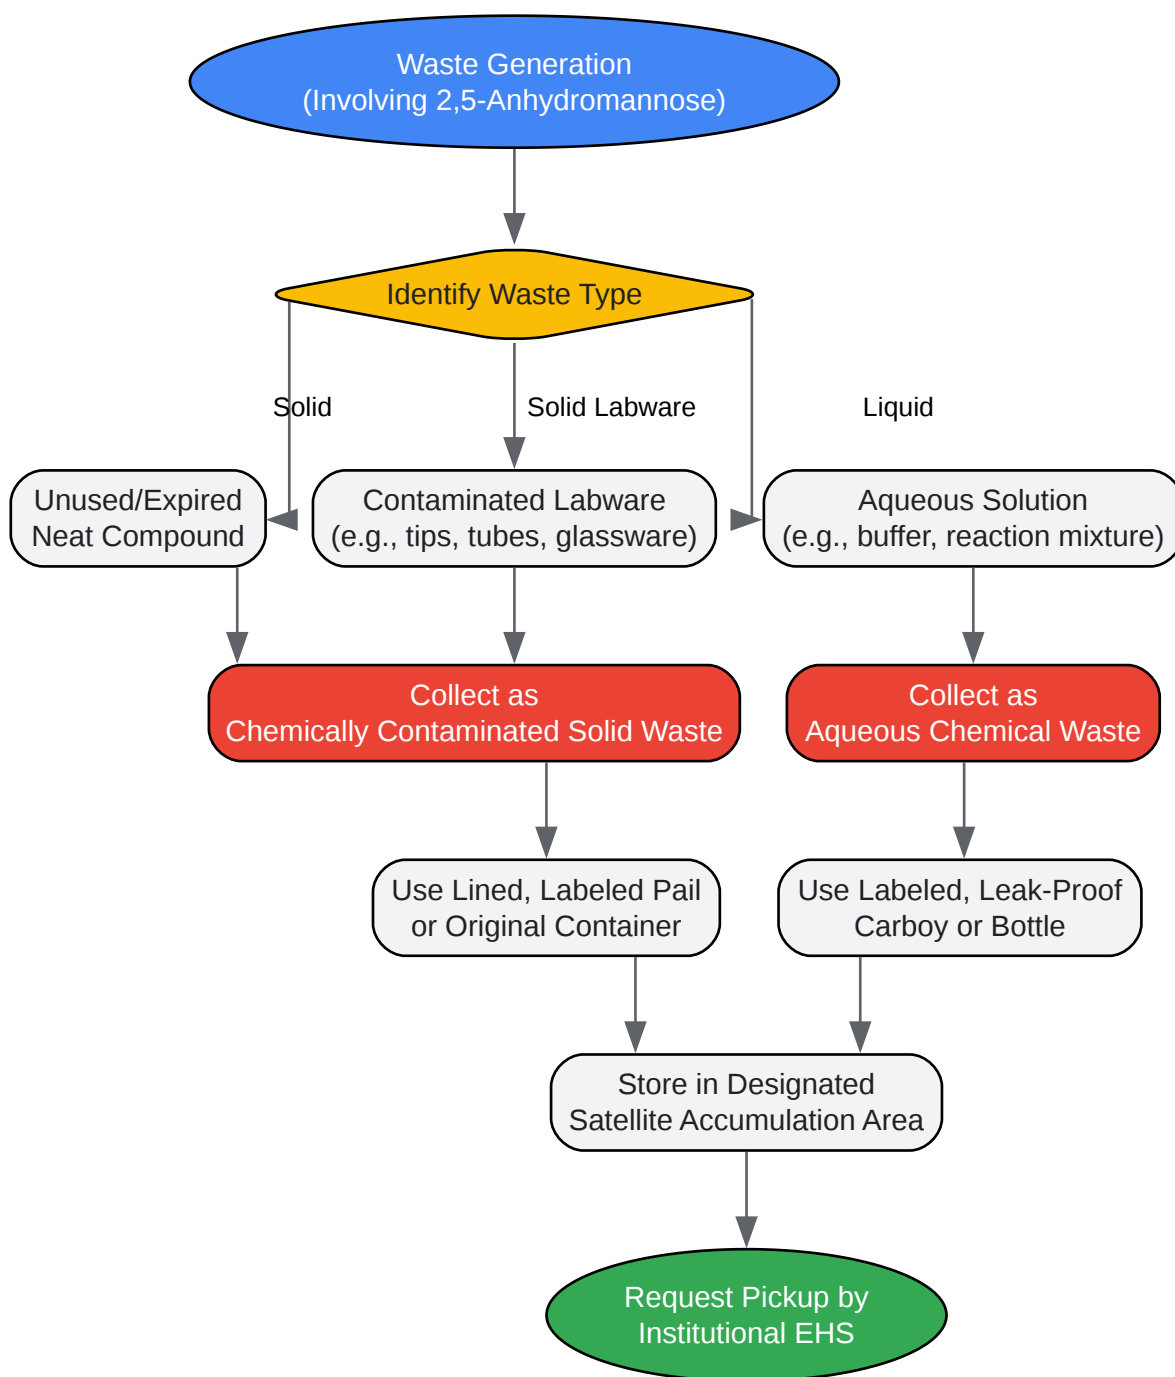 Waste Generation
(Involving 2,5-Anhydromannose)
Identify Waste Type
Solid
Solid Labware
Liquid
Unused/Expired
Neat Compound
Contaminated Labware
(e.g., tips, tubes, glassware)
Aqueous Solution
(e.g., buffer, reaction mixture)
Collect as
Chemically Contaminated Solid Waste
Collect as
Aqueous Chemical Waste
Use Lined, Labeled Pail
or Original Container
Use Labeled, Leak-Proof
Carboy or Bottle
Store in Designated
Satellite Accumulation Area
Request Pickup by
Institutional EHS